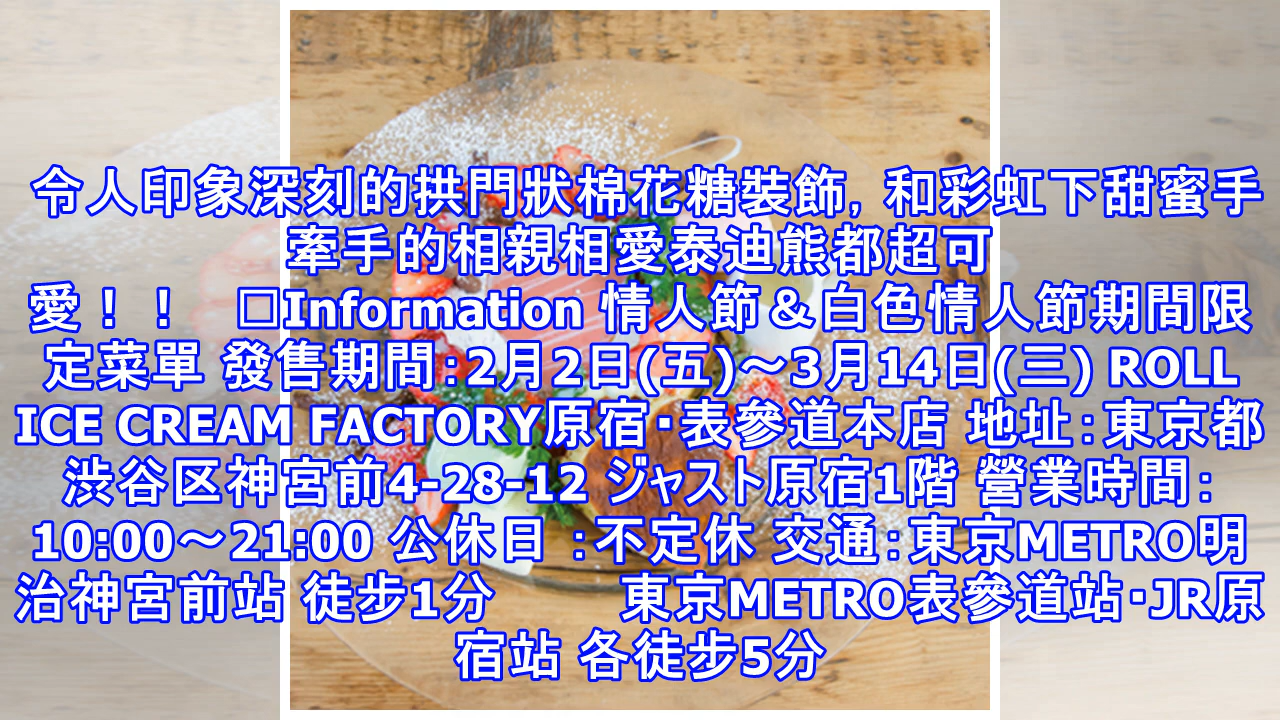 令人印象深刻的拱門狀棉花糖裝飾，和彩虹下甜蜜手
牽手的相親相愛泰迪熊都超可
愛！！　□Information 情人節＆白色情人節期間限
定菜單 發售期間：2月2日(五)～3月14日(三) ROLL
ICE CREAM FACTORY原宿・表參道本店 地址：東京都
渋谷区神宮前4-28-12 ジャスト原宿1階 營業時間：
10:00～21:00 公休日 ：不定休 交通：東京METRO明
治神宮前站 徒步1分　　　東京METRO表參道站・JR原
宿站 各徒步5分